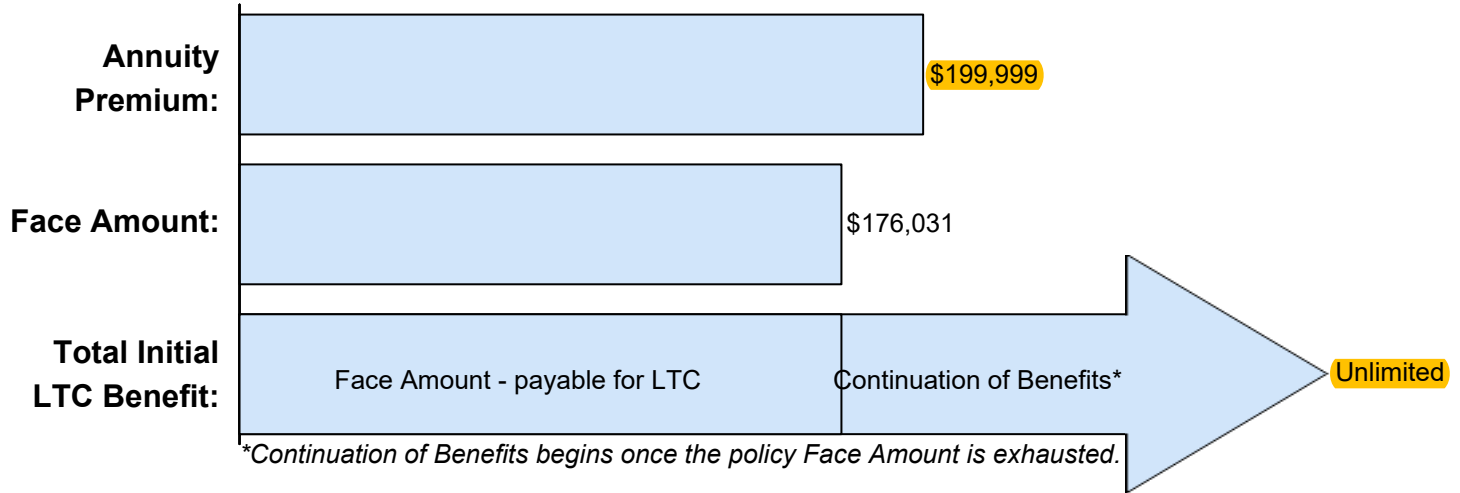 Annuity
Premium:
$199,999
Face Amount:
$176,031
Total Initial
LTC Benefit:
Face Amount - payable for LTC
Continuation of Benefits*
Unlimited
*Continuation of Benefits begins once the policy Face Amount is exhausted.